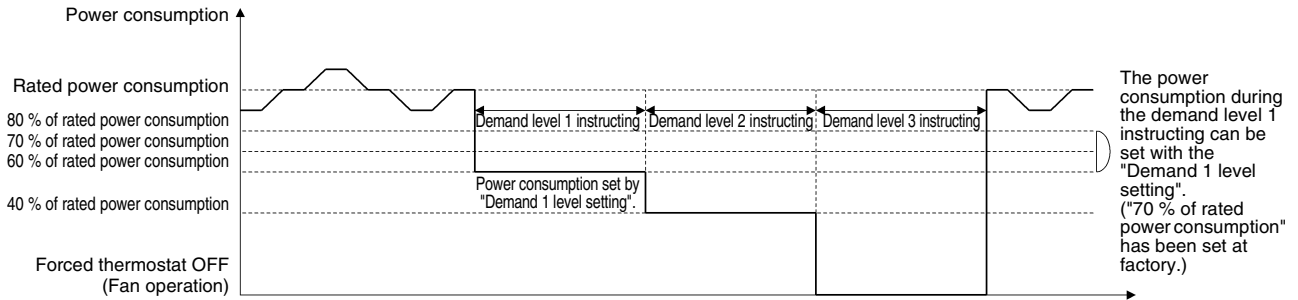 Power consumption
Rated power consumption
80 % of rated power consumption
70 % of rated power consumption
60 % of rated power consumption
40 % of rated power consumption
Forced thermostat OFF
(Fan operation)
Demand level 1 instructing
Demand level 2 instructing
Demand level 3 instructing
Power consumption set by
"Demand 1 level setting".
The power
consumption during
the demand level 1
instructing can be
set with the
"Demand 1 level
setting".
("70 % of rated
power consumption"
has been set at
factory.)